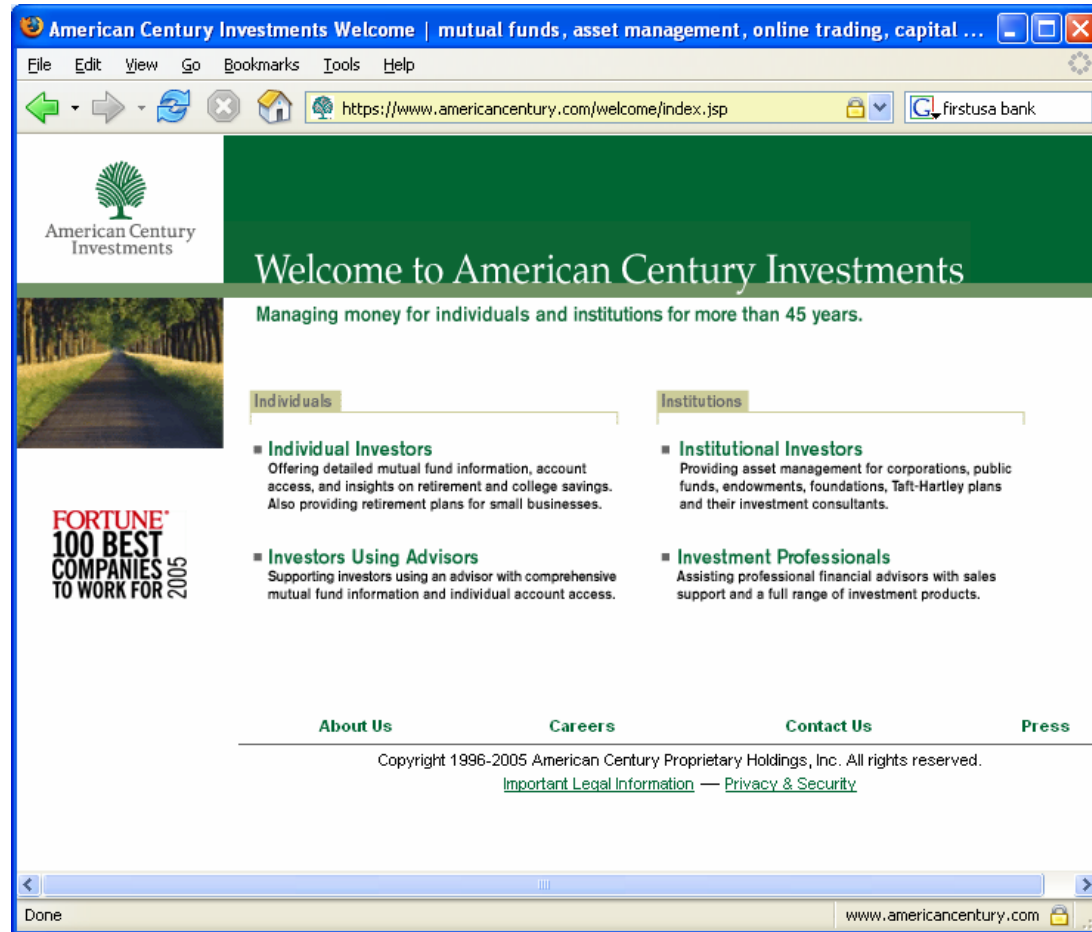 American Century Investments Welcome | mutual funds, asset management, online trading, capital ...
File Edit View Go Bookmarks Tools Help
https://www.americancentury.com/welcome/index.jsp
G firstusa bank
American Century
Investments
Welcome to American Century Investments
Managing money for individuals and institutions for more than 45 years.
Individuals
Individual Investors
Offering detailed mutual fund information, account
access, and insights on retirement and college savings.
Also providing retirement plans for small businesses.
Investors Using Advisors
Supporting investors using an advisor with comprehensive
mutual fund information and individual account access.
Institutions
Institutional Investors
Providing asset management for corporations, public
funds, endowments, foundations, Taft-Hartley plans
and their investment consultants.
Investment Professionals
Assisting professional financial advisors with sales
support and a full range of investment products.
FORTUNE
100 BEST
COMPANIES
TO WORK FOR 2005
About Us Careers Contact Us Press
Copyright 1996-2005 American Century Proprietary Holdings, Inc. All rights reserved.
Important Legal Information — Privacy & Security
Done www.americancentury.com